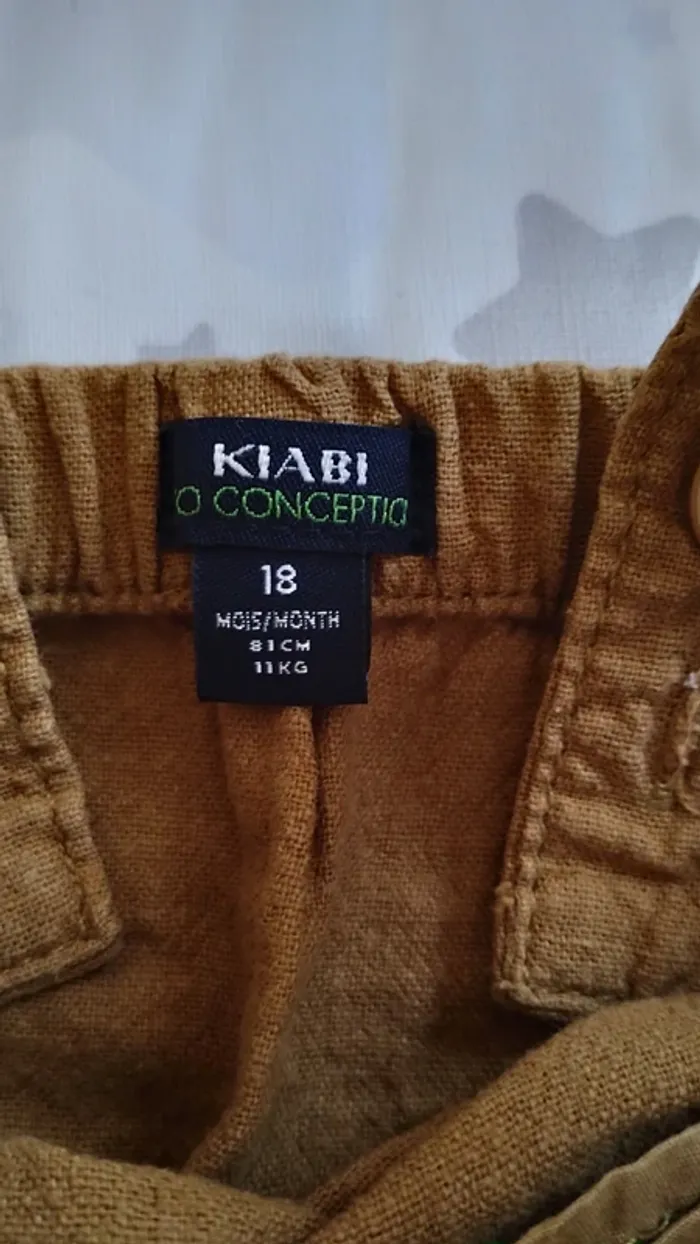 KIABI
O CONCEPTIO
18
MOIS/MONTH
81CM
11KG